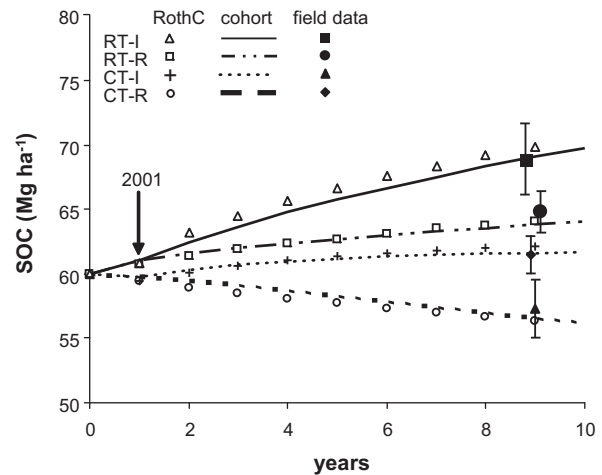 RothC cohort field data
RT-I
RT-R
CT-I
CT-R
2001
80
75
70
65
60
55
50
SOC (Mg ha⁻¹)
0 2 4 6 8 10
years